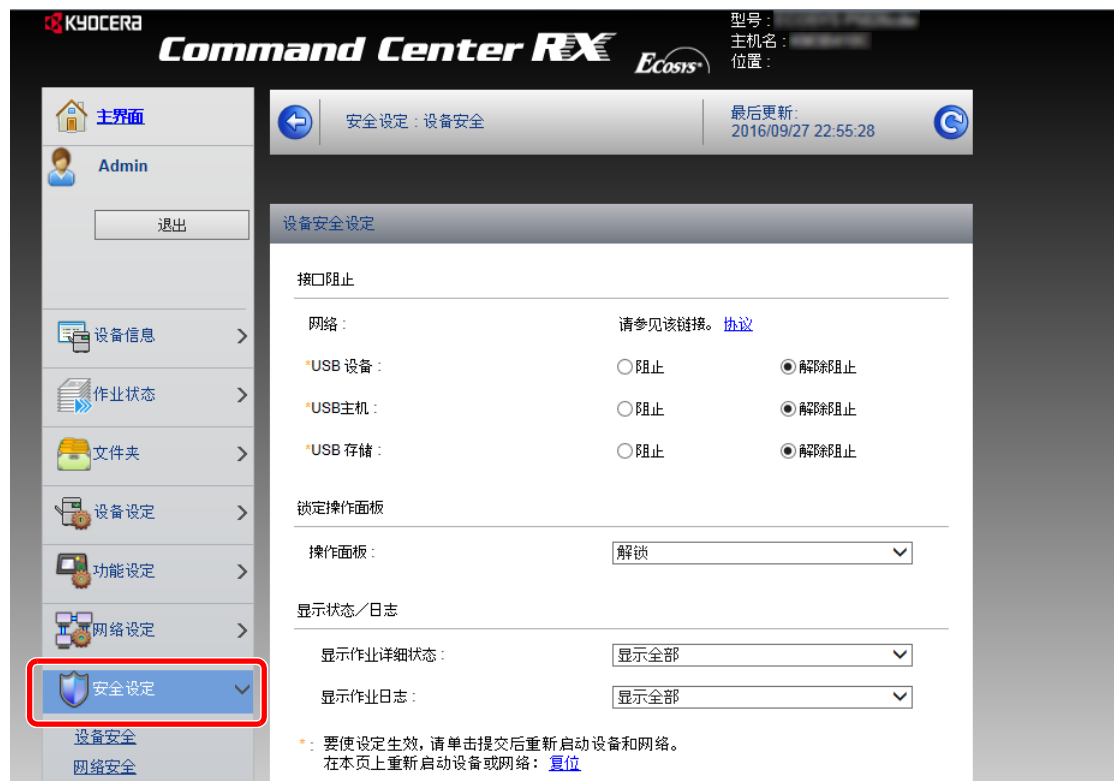 KYOCERA
Command Center RX Ecosys
型号 :
主机名 :
位置 :
主界面
Admin
退出
安全设定 : 设备安全
最后更新:
2016/09/27 22:55:28
设备信息
作业状态
文件夹
设备设定
功能设定
网络设定
安全设定
设备安全
网络安全
设备安全设定
接口阻止
网络 : 请参见该链接。 协议
*USB 设备 : 阻止 解除阻止
*USB主机 : 阻止 解除阻止
*USB 存储 : 阻止 解除阻止
锁定操作面板
操作面板 : 解锁
显示状态／日志
显示作业详细状态 : 显示全部
显示作业日志 : 显示全部
* : 要使设定生效, 请单击提交后重新启动设备和网络。
在本页上重新启动设备或网络: 复位